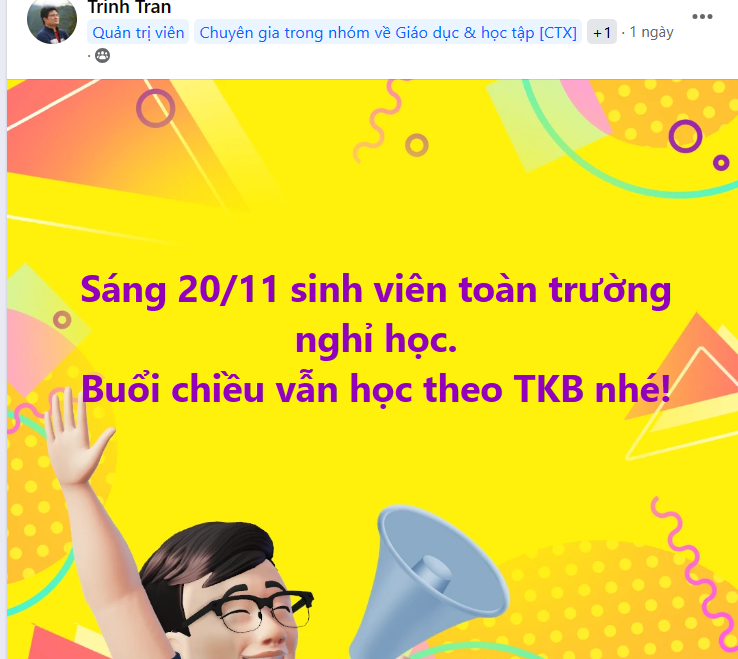 Trinh Tran
Quản trị viên Chuyên gia trong nhóm về Giáo dục & học tập [CTX] +1 · 1 ngày
·
Sáng 20/11 sinh viên toàn trường
nghỉ học.
Buổi chiều vẫn học theo TKB nhé!